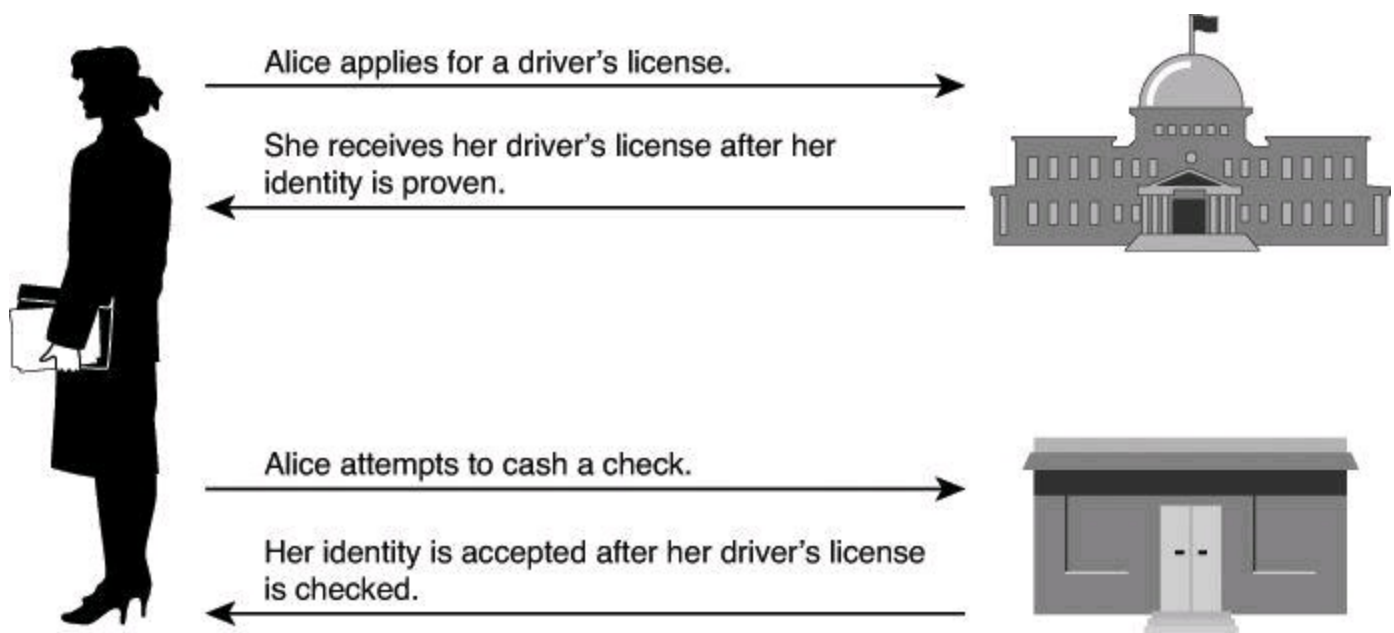 Alice applies for a driver's license.
She receives her driver's license after her
identity is proven.
Alice attempts to cash a check.
Her identity is accepted after her driver's license
is checked.